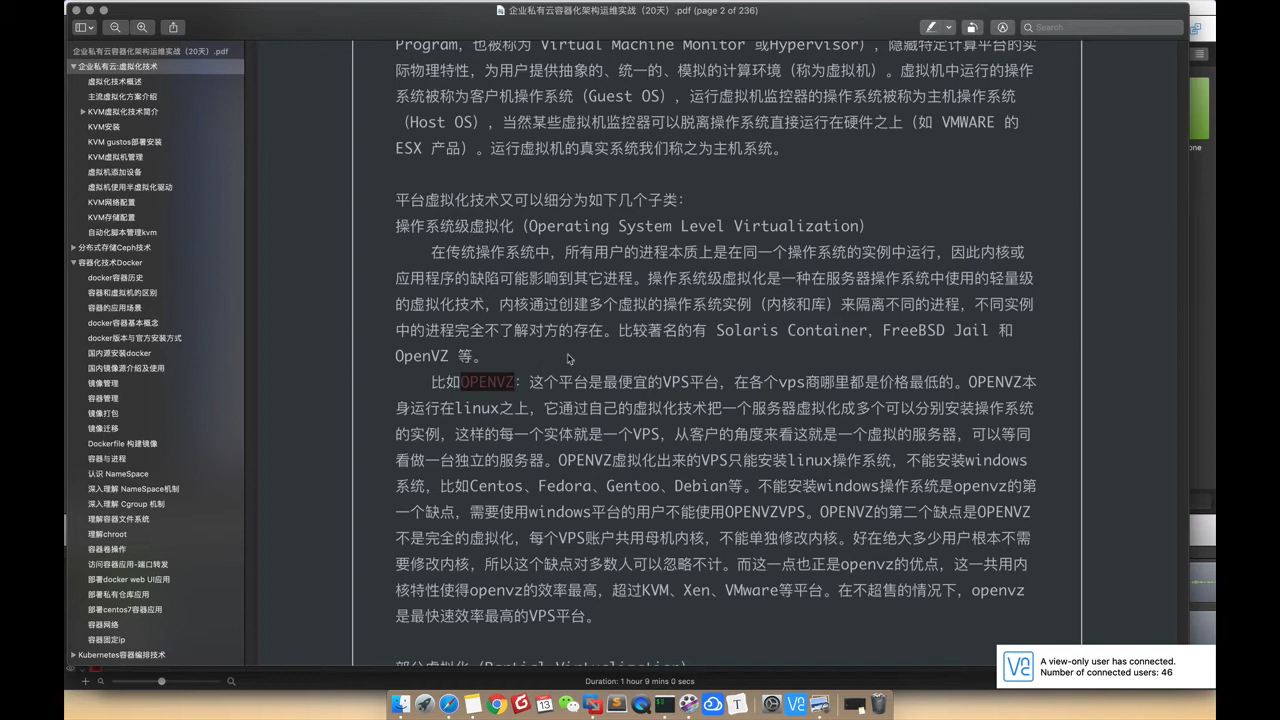 企业私有云容器化架构运维实战（20天）.pdf (page 2 of 236)
Search
企业私有云容器化架构运维实战（20天）.pdf
企业私有云:虚拟化技术
虚拟化技术概述
主流虚拟化方案介绍
KVM虚拟化技术简介
KVM安装
KVM gustos部署安装
KVM虚拟机管理
虚拟机添加设备
虚拟机使用半虚拟化驱动
KVM网络配置
KVM存储配置
自动化脚本管理kvm
分布式存储Ceph技术
容器化技术Docker
docker容器历史
容器和虚拟机的区别
容器的应用场景
docker容器基本概念
docker版本与官方安装方式
国内源安装docker
国内镜像源介绍及使用
镜像管理
容器管理
镜像打包
镜像迁移
Dockerfile 构建镜像
容器与进程
认识 NameSpace
深入理解 NameSpace机制
深入理解 Cgroup 机制
理解容器文件系统
理解chroot
容器卷操作
访问容器应用-端口转发
部署docker web UI应用
部署私有仓库应用
部署centos7容器应用
容器网络
容器固定ip
Kubernetes容器编排技术
Program，也被称为 Virtual Machine Monitor 或Hypervisor），隐藏特定计算平台的实
际物理特性，为用户提供抽象的、统一的、模拟的计算环境（称为虚拟机）。虚拟机中运行的操作
系统被称为客户机操作系统（Guest OS），运行虚拟机监控器的操作系统被称为主机操作系统
（Host OS），当然某些虚拟机监控器可以脱离操作系统直接运行在硬件之上（如 VMWARE 的
ESX 产品）。运行虚拟机的真实系统我们称之为主机系统。
平台虚拟化技术又可以细分为如下几个子类：
操作系统级虚拟化（Operating System Level Virtualization）
在传统操作系统中，所有用户的进程本质上是在同一个操作系统的实例中运行，因此内核或
应用程序的缺陷可能影响到其它进程。操作系统级虚拟化是一种在服务器操作系统中使用的轻量级
的虚拟化技术，内核通过创建多个虚拟的操作系统实例（内核和库）来隔离不同的进程，不同实例
中的进程完全不了解对方的存在。比较著名的有 Solaris Container，FreeBSD Jail 和
OpenVZ 等。
比如OPENVZ：这个平台是最便宜的VPS平台，在各个vps商哪里都是价格最低的。OPENVZ本
身运行在linux之上，它通过自己的虚拟化技术把一个服务器虚拟化成多个可以分别安装操作系统
的实例，这样的每一个实体就是一个VPS，从客户的角度来看这就是一个虚拟的服务器，可以等同
看做一台独立的服务器。OPENVZ虚拟化出来的VPS只能安装linux操作系统，不能安装windows
系统，比如Centos、Fedora、Gentoo、Debian等。不能安装windows操作系统是openvz的第
一个缺点，需要使用windows平台的用户不能使用OPENVZVPS。OPENVZ的第二个缺点是OPENVZ
不是完全的虚拟化，每个VPS账户共用母机内核，不能单独修改内核。好在绝大多少用户根本不需
要修改内核，所以这个缺点对多数人可以忽略不计。而这一点也正是openvz的优点，这一共用内
核特性使得openvz的效率最高，超过KVM、Xen、VMware等平台。在不超售的情况下，openvz
是最快速效率最高的VPS平台。
部分虚拟化（Partial Virtualization）
one
A view-only user has connected.
Number of connected users: 46
Duration: 1 hour 9 mins 0 secs